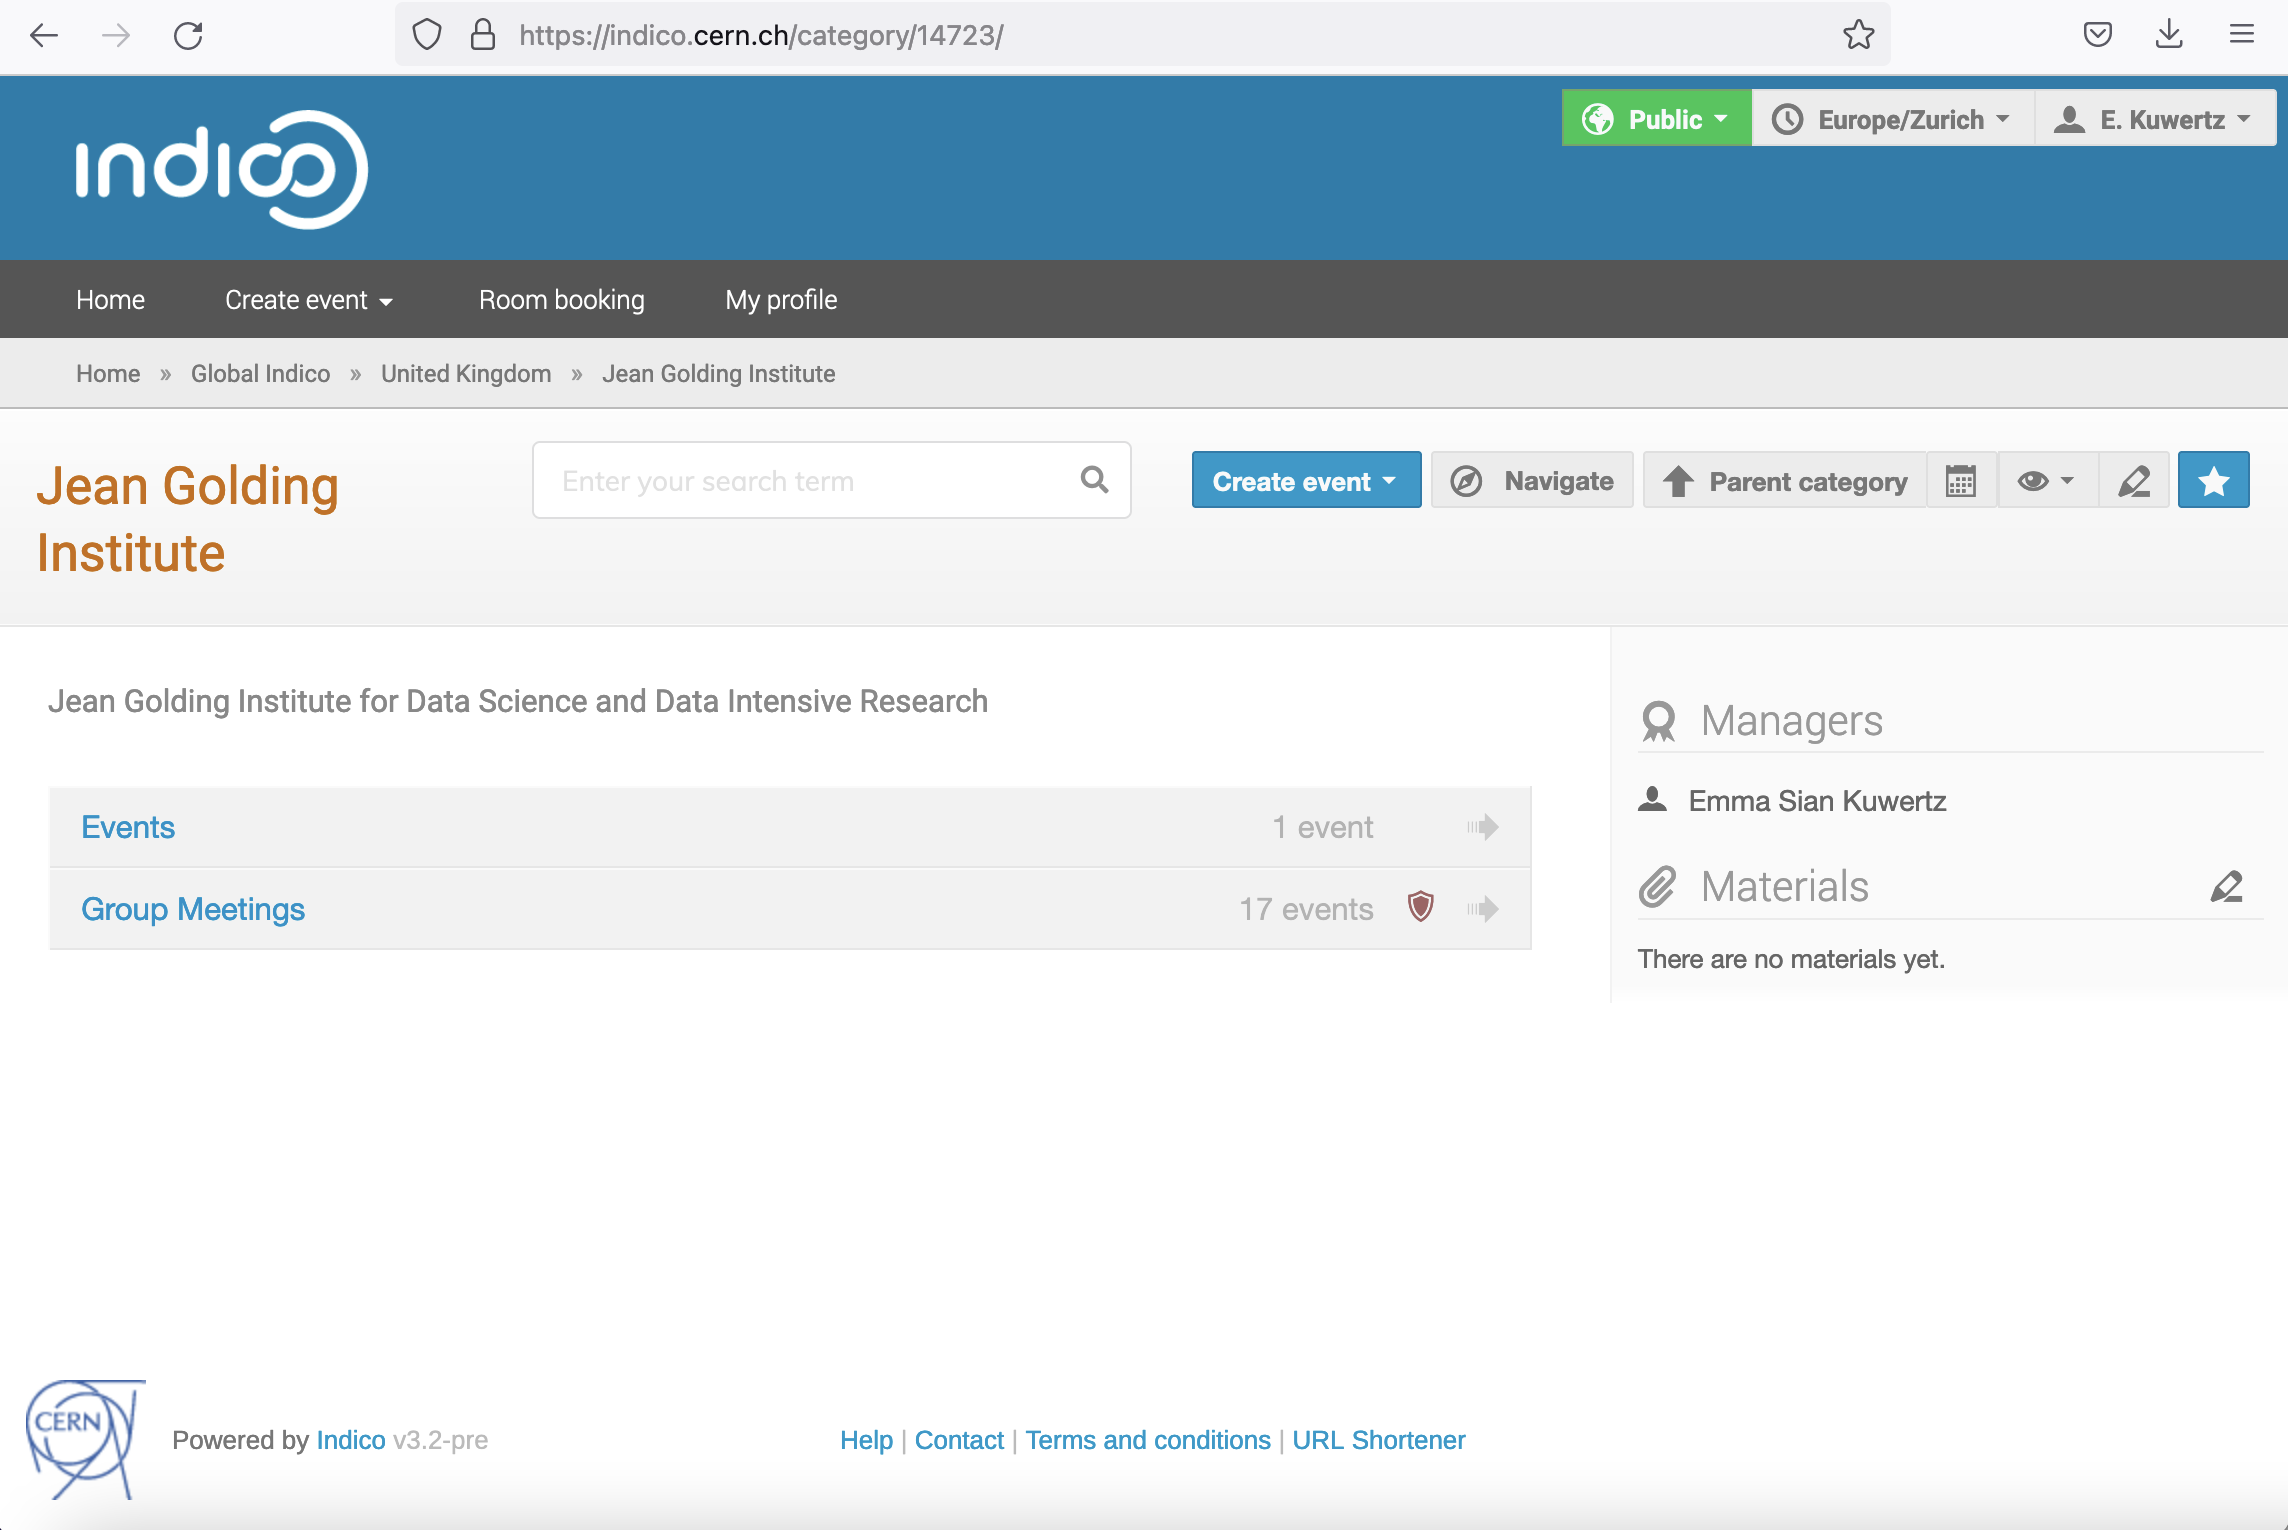 https://indico.cern.ch/category/14723/
indico
Public
Europe/Zurich
E. Kuwertz
Home
Create event
Room booking
My profile
Home » Global Indico » United Kingdom » Jean Golding Institute
Jean Golding
Institute
Enter your search term
Create event
Navigate
Parent category
Jean Golding Institute for Data Science and Data Intensive Research
Events
1 event
Group Meetings
17 events
Managers
Emma Sian Kuwertz
Materials
There are no materials yet.
CERN
Powered by Indico v3.2-pre
Help | Contact | Terms and conditions | URL Shortener